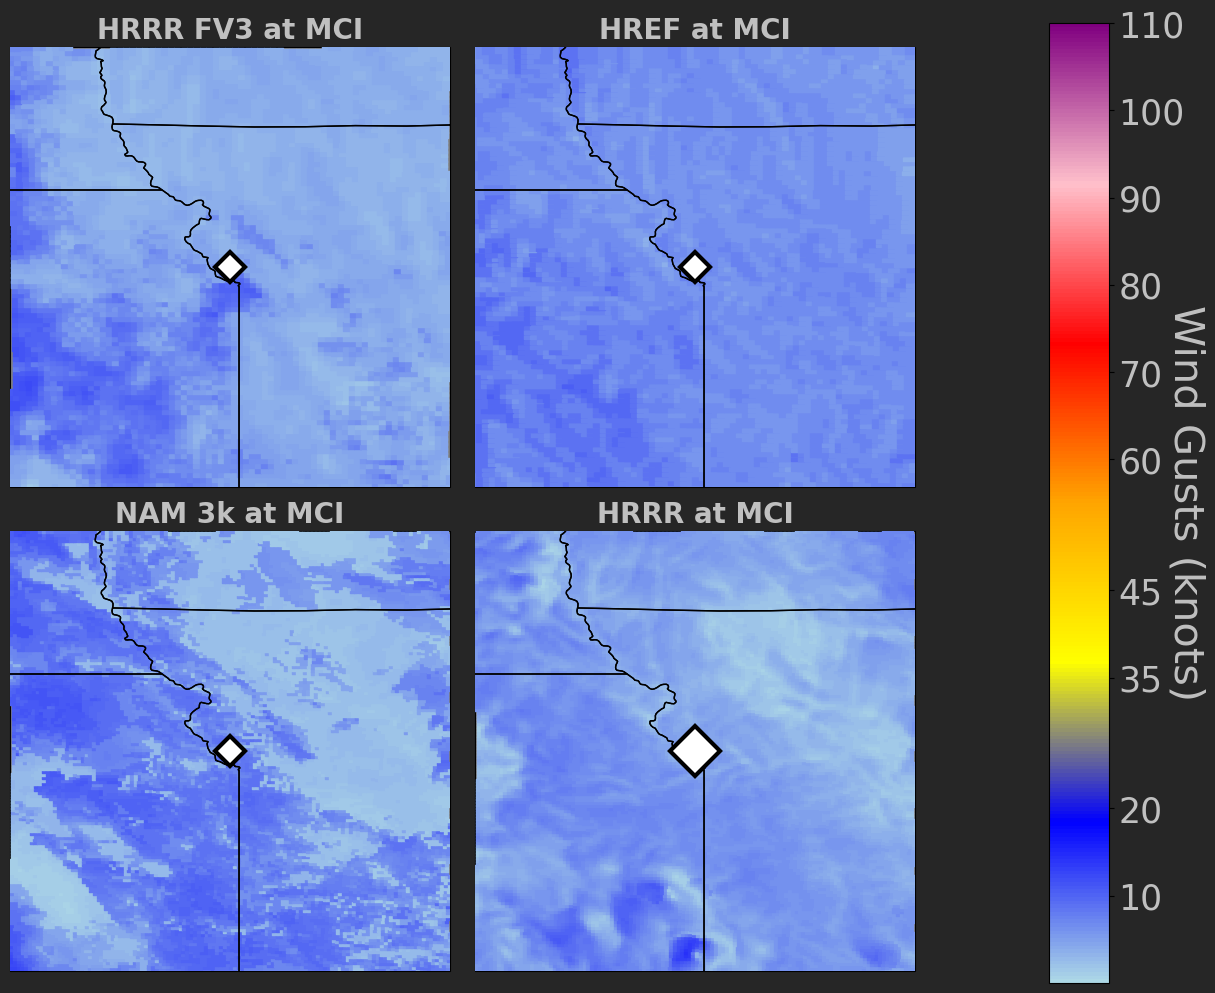 HRRR FV3 at MCI
HREF at MCI
NAM 3k at MCI
HRRR at MCI
110
100
90
80
70
60
45
35
20
10
Wind Gusts (knots)